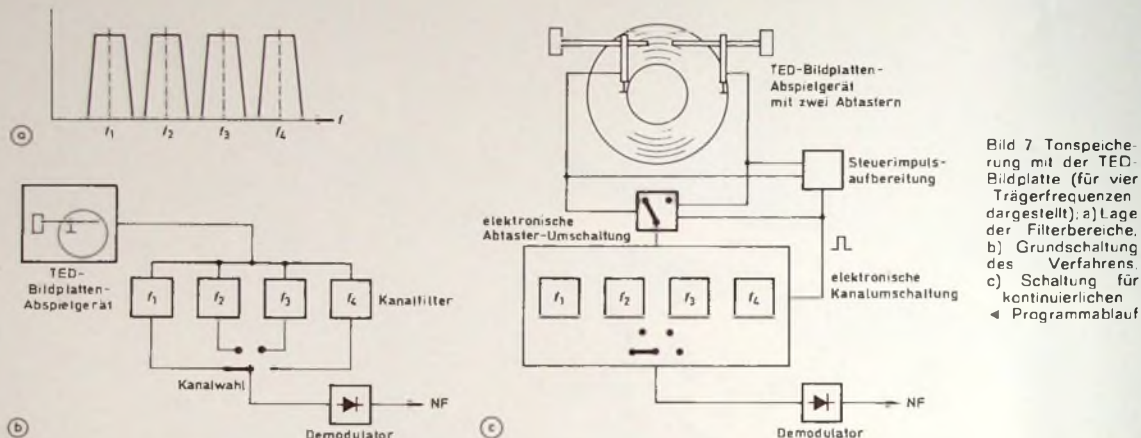 f
f₁ f₂ f₃ f₄
a
TED-
Bildplatten-
Abspielgerät
f₁ f₂ f₃ f₄
Kanalfilter
Kanalwahl
NF
Demodulator
b
TED-Bildplatten-
Abspielgerät
mit zwei Abtastern
Steuerimpuls-
aufbereitung
elektronische
Abtaster-Umschaltung
f₁ f₂ f₃ f₄
elektronische
Kanalumschaltung
NF
Demodulator
c
Bild 7 Tonspeiche-
rung mit der TED-
Bildplatte (für vier
Trägerfrequenzen
dargestellt); a) Lage
der Filterbereiche,
b) Grundschaltung
des Verfahrens,
c) Schaltung für
kontinuierlichen
◄ Programmablauf